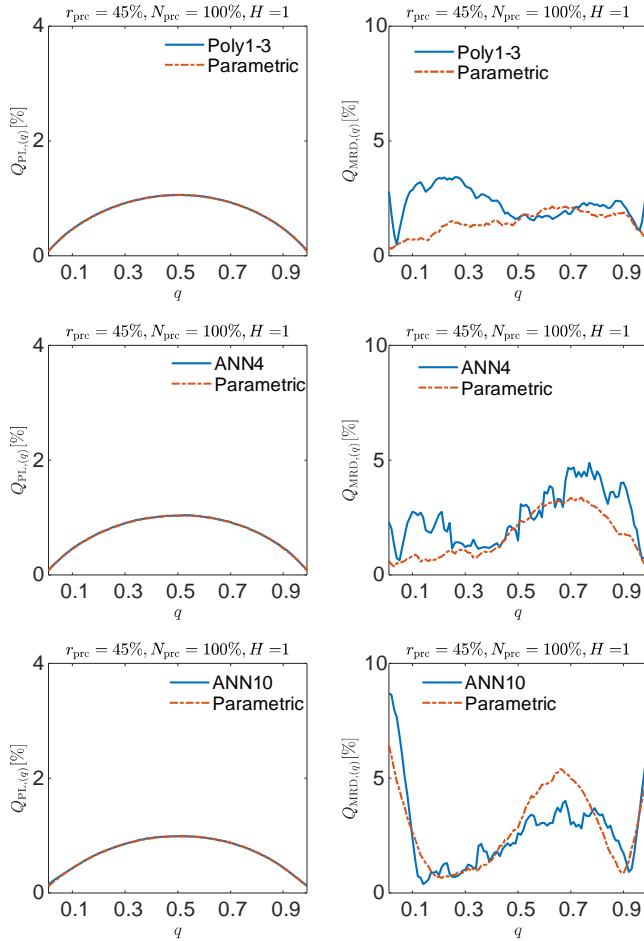 r_prc = 45%, N_prc = 100%, H = 1
Q_PL,(q)[%]
4
2
0
Poly1-3
Parametric
0.1 0.3 0.5 0.7 0.9
q
r_prc = 45%, N_prc = 100%, H = 1
Q_MRD,(q)[%]
10
5
0
Poly1-3
Parametric
0.1 0.3 0.5 0.7 0.9
q
r_prc = 45%, N_prc = 100%, H = 1
Q_PL,(q)[%]
4
2
0
ANN4
Parametric
0.1 0.3 0.5 0.7 0.9
q
r_prc = 45%, N_prc = 100%, H = 1
Q_MRD,(q)[%]
10
5
0
ANN4
Parametric
0.1 0.3 0.5 0.7 0.9
q
r_prc = 45%, N_prc = 100%, H = 1
Q_PL,(q)[%]
4
2
0
ANN10
Parametric
0.1 0.3 0.5 0.7 0.9
q
r_prc = 45%, N_prc = 100%, H = 1
Q_MRD,(q)[%]
10
5
0
ANN10
Parametric
0.1 0.3 0.5 0.7 0.9
q